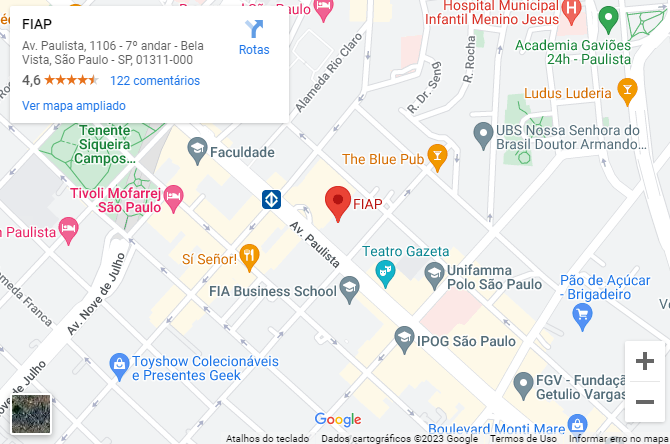 FIAP
Av. Paulista, 1106 - 7º andar - Bela
Vista, São Paulo - SP, 01311-000
4,6
122 comentários
Ver mapa ampliado
Rotas
Hospital Municipal
Infantil Menino Jesus
Academia Gaviões
24h - Paulista
Ludus Luderia
Alameda Rio Claro
R. Dr. Seng
R. Rocha
UBS Nossa Senhora do
Brasil Doutor Armando...
Tenente
Siqueira
Campos...
Faculdade
The Blue Pub
Tivoli Mofarrej
São Paulo
FIAP
Paulista
Av. Paulista
Sí Señor!
Teatro Gazeta
Unifamma
Polo São Paulo
FIA Business School
Pão de Açúcar -
Brigadeiro
Alameda Franca
Av. Nove de Julho
IPOG São Paulo
Toyshow Colecionáveis
e Presentes Geek
FGV - Fundação
Getulio Vargas
Nove de Julho
Boulevard Monti Mare
Google
Atalhos do teclado
Dados cartográficos ©2023 Google
Termos de Uso
Informar erro no mapa